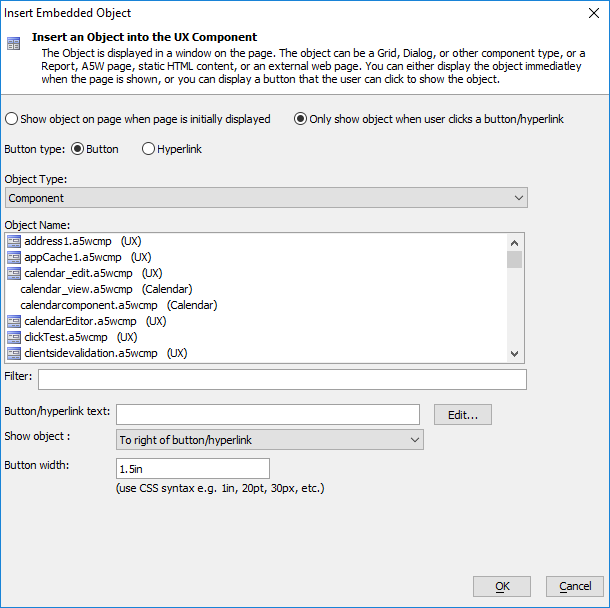 Insert Embedded Object
Insert an Object into the UX Component
The Object is displayed in a window on the page. The object can be a Grid, Dialog, or other component type, or a
Report, A5W page, static HTML content, or an external web page. You can either display the object immediatley
when the page is shown, or you can display a button that the user can click to show the object.
Show object on page when page is initially displayed
Only show object when user clicks a button/hyperlink
Button type: Button Hyperlink
Object Type:
Component
Object Name:
address1.a5wcmp (UX)
appCache1.a5wcmp (UX)
calendar_edit.a5wcmp (UX)
calendar_view.a5wcmp (Calendar)
calendarcomponent.a5wcmp (Calendar)
calendarEditor.a5wcmp (UX)
clickTest.a5wcmp (UX)
clientsidevalidation.a5wcmp (UX)
Filter:
Button/hyperlink text: Edit...
Show object : To right of button/hyperlink
Button width: 1.5in
(use CSS syntax e.g. 1in, 20pt, 30px, etc.)
OK Cancel